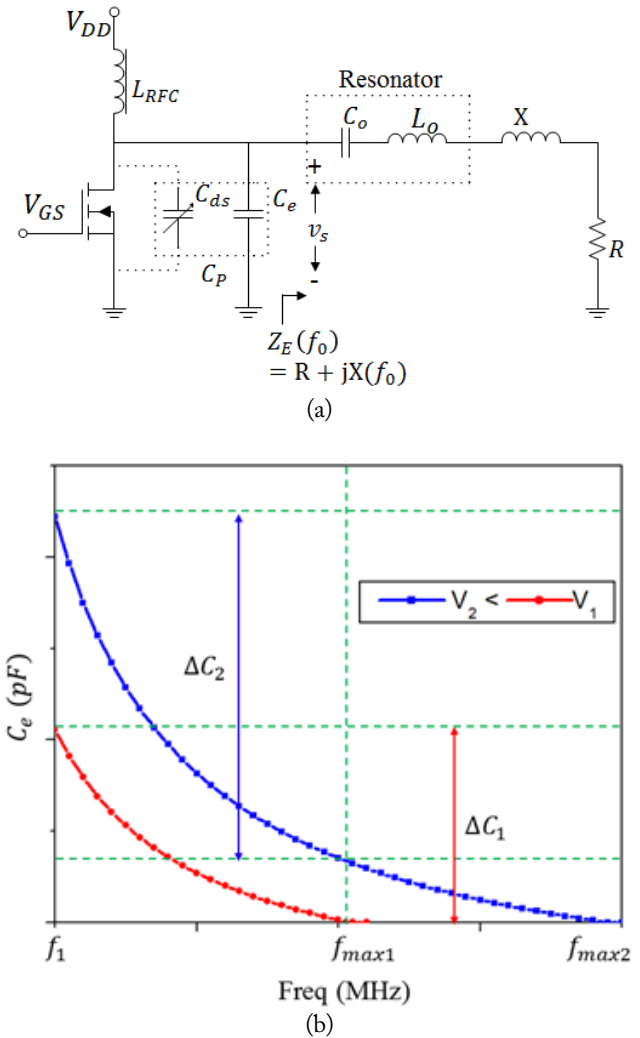 V_DD
L_RFC
Resonator
C_o
L_o
X
+
V_GS
C_ds
C_e
v_s
R
C_P
-
Z_E(f_0)
= R + jX(f_0)
(a)
V_2 < V_1
ΔC_2
ΔC_1
C_e (pF)
f_1
f_max1
f_max2
Freq (MHz)
(b)